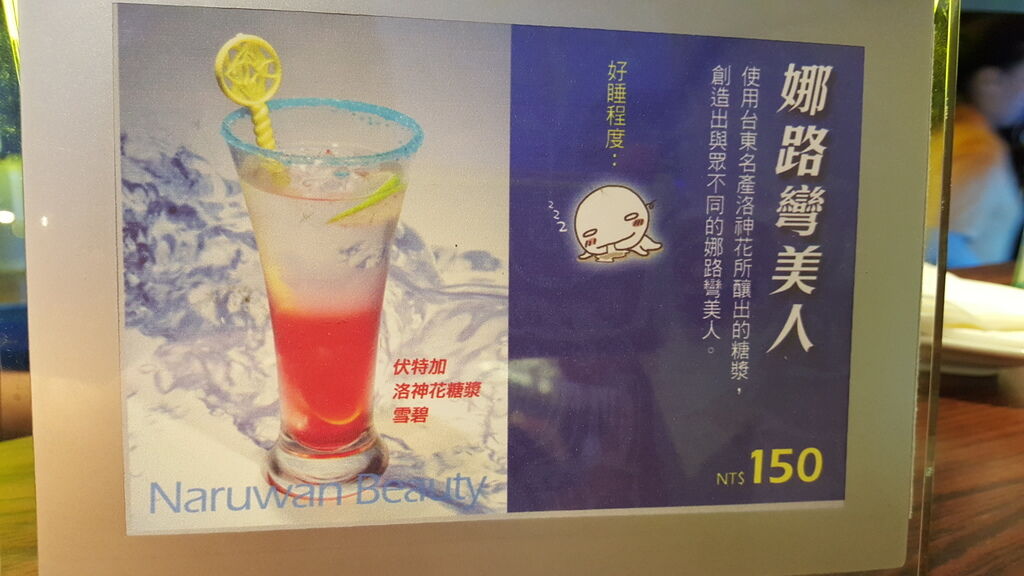 娜路彎美人
使用台東名產洛神花所釀出的糖漿，
創造出與眾不同的娜路彎美人。
好睡程度：
zzz
NT$150
伏特加
洛神花糖漿
雪碧
Naruwan Beauty